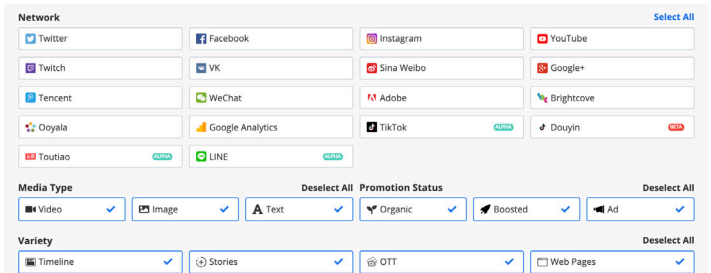 Network Select All
Twitter Facebook Instagram YouTube
Twitch VK Sina Weibo Google+
Tencent WeChat Adobe Brightcove
Ooyala Google Analytics TikTok ALPHA Douyin BETA
Toutiao ALPHA LINE ALPHA
Media Type Deselect All Promotion Status Deselect All
Video Image Text Organic Boosted Ad
Variety Deselect All
Timeline Stories OTT Web Pages